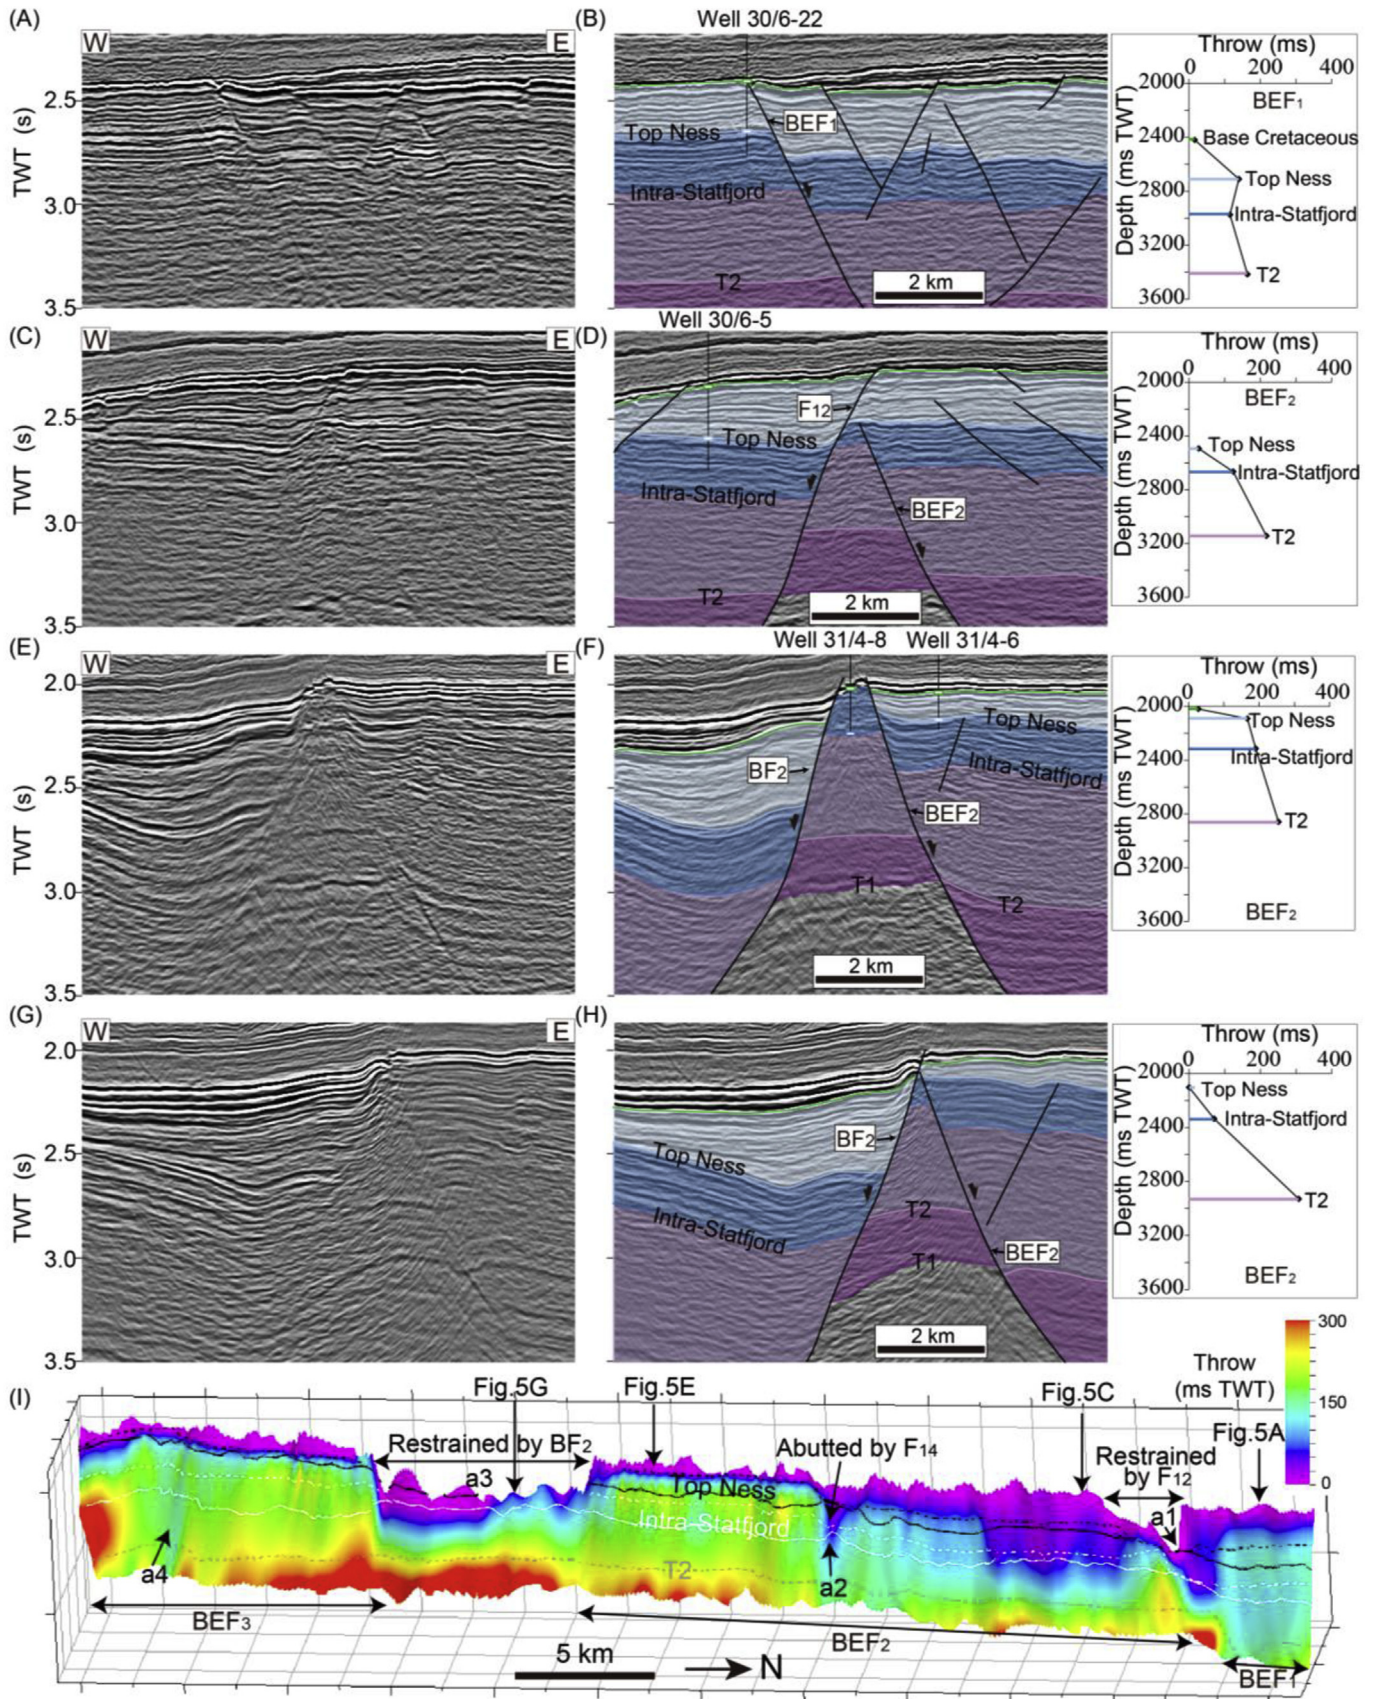 (A)
W
E
TWT (s)
2.5
3.0
3.5
(B)
Well 30/6-22
BEF1
Top Ness
Intra-Statfjord
T2
2 km
Throw (ms)
0 200 400
Depth (ms TWT)
2000
2400
2800
3200
3600
BEF1
Base Cretaceous
Top Ness
Intra-Statfjord
T2
(C)
W
E
TWT (s)
2.5
3.0
3.5
(D)
Well 30/6-5
F12
Top Ness
Intra-Statfjord
BEF2
T2
2 km
Throw (ms)
0 200 400
Depth (ms TWT)
2000
2400
2800
3200
3600
BEF2
Top Ness
Intra-Statfjord
T2
(E)
W
E
TWT (s)
2.0
2.5
3.0
3.5
(F)
Well 31/4-8 Well 31/4-6
Top Ness
BF2
Intra-Statfjord
BEF2
T1
T2
2 km
Throw (ms)
0 200 400
Depth (ms TWT)
2000
2400
2800
3200
3600
Top Ness
Intra-Statfjord
T2
BEF2
(G)
W
E
TWT (s)
2.0
2.5
3.0
3.5
(H)
BF2
Top Ness
T2
Intra-Statfjord
BEF2
T1
2 km
Throw (ms)
0 200 400
Depth (ms TWT)
2000
2400
2800
3200
3600
Top Ness
Intra-Statfjord
T2
BEF2
(I)
Fig.5G
Fig.5E
Fig.5C
Fig.5A
Throw
(ms TWT)
300
150
0
Restrained by BF2
a3
Abutted by F14
Restrained
by F12
a1
Top Ness
Intra-Statfjord
T2
a4
a2
BEF3
BEF2
BEF1
5 km
N